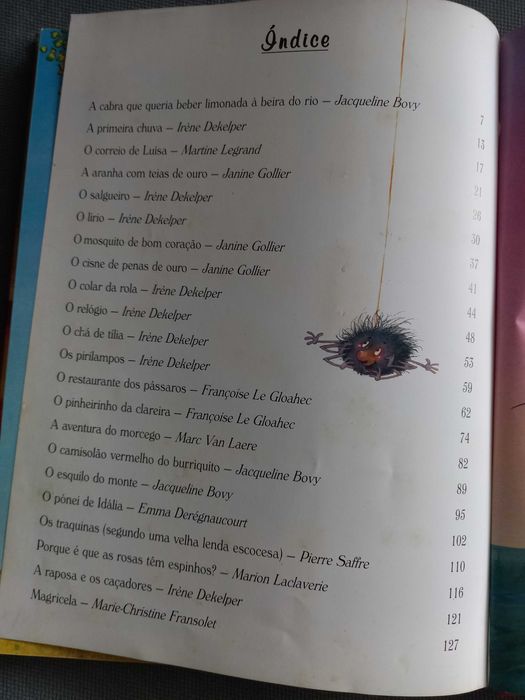 Índice
A cabra que queria beber limonada à beira do rio – Jacqueline Bovy 7
A primeira chuva – Irène Dekelper 13
O correio de Luísa – Martine Legrand 17
A aranha com teias de ouro – Janine Gollier 21
O salgueiro – Irène Dekelper 26
O lírio – Irène Dekelper 30
O mosquito de bom coração – Janine Gollier 37
O cisne de penas de ouro – Janine Gollier 41
O colar da rola – Irène Dekelper 44
O relógio – Irène Dekelper 48
O chá de tília – Irène Dekelper 53
Os pirilampos – Irène Dekelper 59
O restaurante dos pássaros – Françoise Le Gloahec 62
O pinheirinho da clareira – Françoise Le Gloahec 74
A aventura do morcego – Marc Van Laere 82
O camisolão vermelho do burriquito – Jacqueline Bovy 89
O esquilo do monte – Jacqueline Bovy 95
O pónei de Idália – Emma Derégnaucourt 102
Os traquinas (segundo uma velha lenda escocesa) – Pierre Saffre 110
Porque é que as rosas têm espinhos? – Marion Laclaverie 116
A raposa e os caçadores – Irène Dekelper 121
Magricela – Marie-Christine Fransolet 127